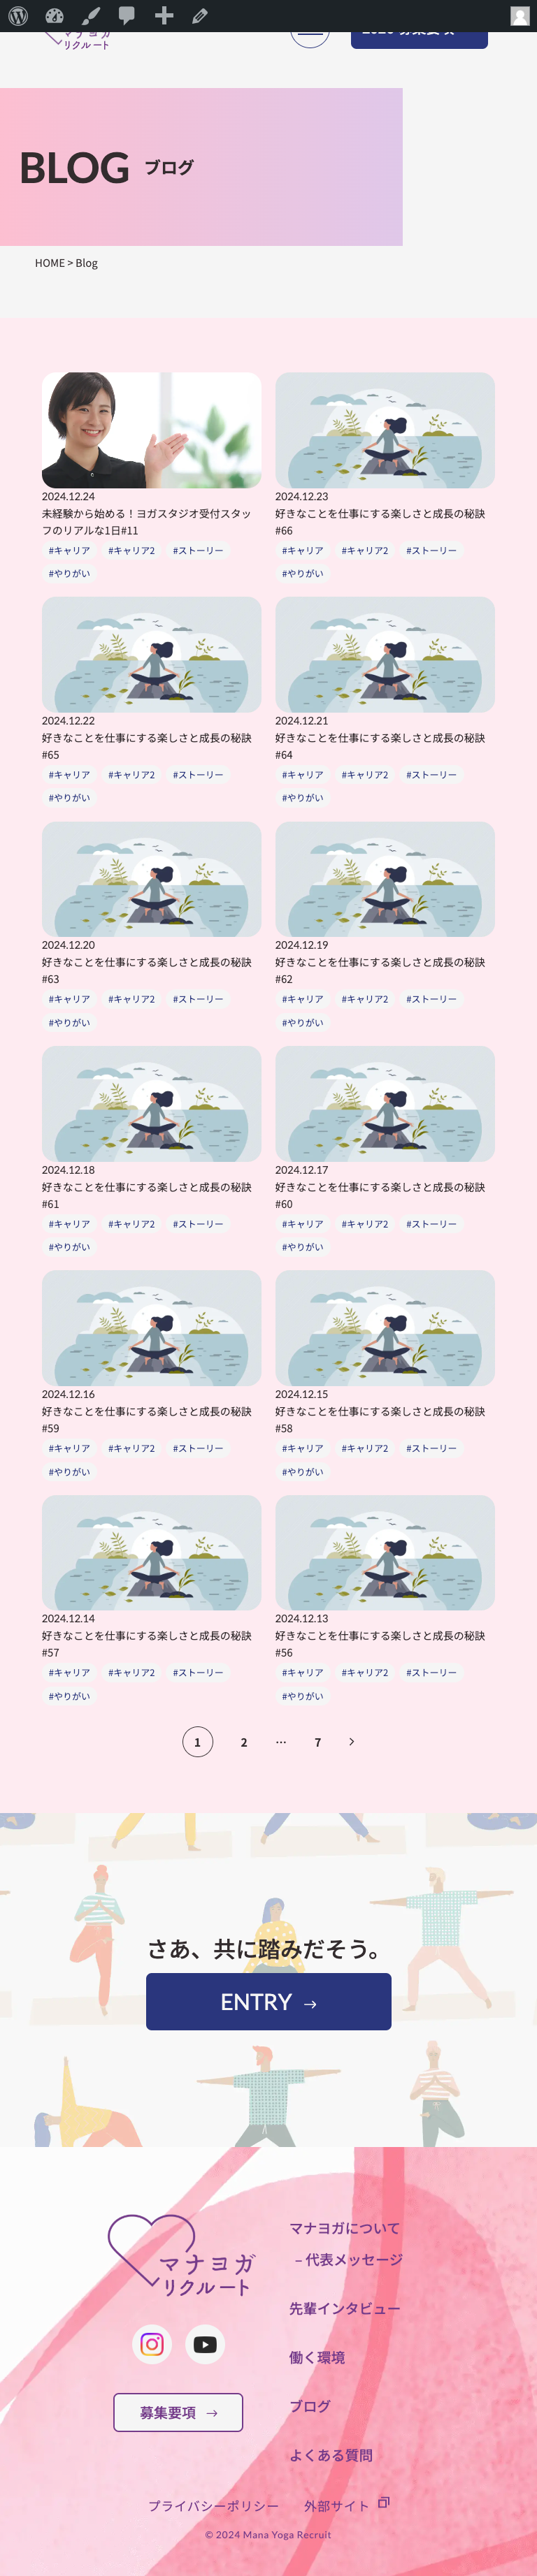 リクルート
BLOG ブログ
HOME > Blog
2024.12.24
未経験から始める！ヨガスタジオ受付スタッ
フのリアルな1日#11
#キャリア #キャリア2 #ストーリー
#やりがい
2024.12.23
好きなことを仕事にする楽しさと成長の秘訣
#66
#キャリア #キャリア2 #ストーリー
#やりがい
2024.12.22
好きなことを仕事にする楽しさと成長の秘訣
#65
#キャリア #キャリア2 #ストーリー
#やりがい
2024.12.21
好きなことを仕事にする楽しさと成長の秘訣
#64
#キャリア #キャリア2 #ストーリー
#やりがい
2024.12.20
好きなことを仕事にする楽しさと成長の秘訣
#63
#キャリア #キャリア2 #ストーリー
#やりがい
2024.12.19
好きなことを仕事にする楽しさと成長の秘訣
#62
#キャリア #キャリア2 #ストーリー
#やりがい
2024.12.18
好きなことを仕事にする楽しさと成長の秘訣
#61
#キャリア #キャリア2 #ストーリー
#やりがい
2024.12.17
好きなことを仕事にする楽しさと成長の秘訣
#60
#キャリア #キャリア2 #ストーリー
#やりがい
2024.12.16
好きなことを仕事にする楽しさと成長の秘訣
#59
#キャリア #キャリア2 #ストーリー
#やりがい
2024.12.15
好きなことを仕事にする楽しさと成長の秘訣
#58
#キャリア #キャリア2 #ストーリー
#やりがい
2024.12.14
好きなことを仕事にする楽しさと成長の秘訣
#57
#キャリア #キャリア2 #ストーリー
#やりがい
2024.12.13
好きなことを仕事にする楽しさと成長の秘訣
#56
#キャリア #キャリア2 #ストーリー
#やりがい
1 2 … 7 >
さあ、共に踏みだそう。
ENTRY →
マナヨガ
リクルート
募集要項 →
マナヨガについて
– 代表メッセージ
先輩インタビュー
働く環境
ブログ
よくある質問
プライバシーポリシー 外部サイト
© 2024 Mana Yoga Recruit